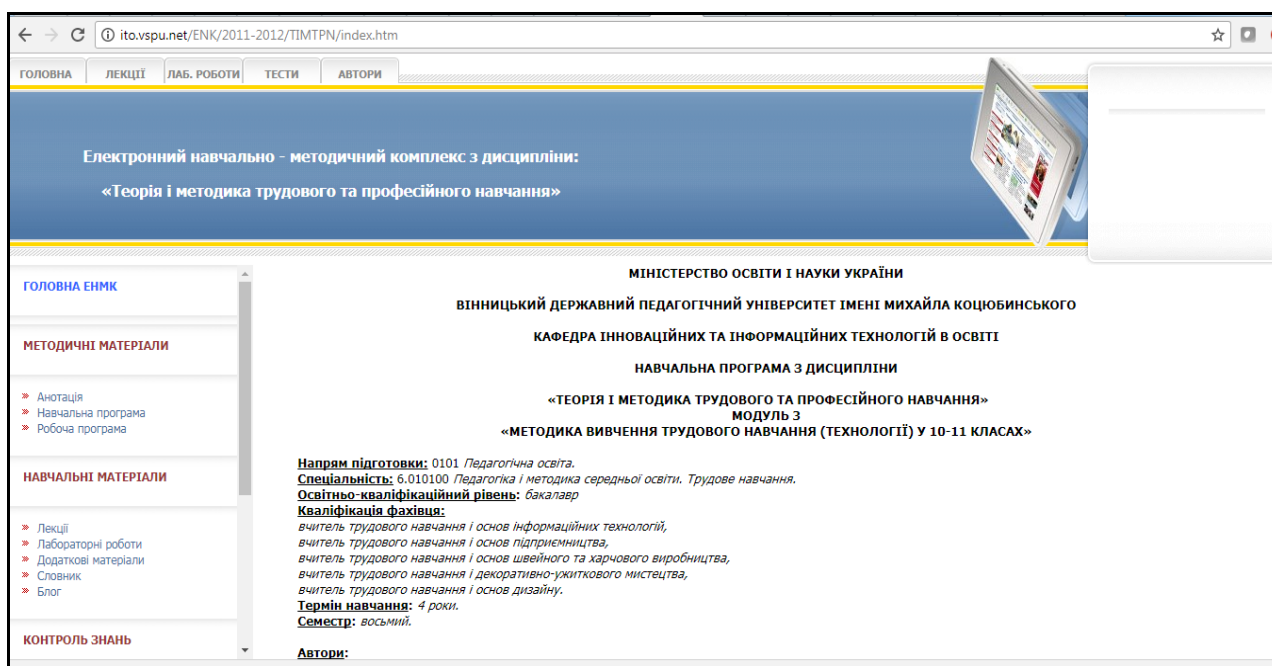 ito.vspu.net/ENK/2011-2012/TIMTPN/index.htm
ГОЛОВНА ЛЕКЦІЇ ЛАБ. РОБОТИ ТЕСТИ АВТОРИ
Електронний навчально - методичний комплекс з дисципліни:
«Теорія і методика трудового та професійного навчання»
ГОЛОВНА ЕНМК
МЕТОДИЧНІ МАТЕРІАЛИ
» Анотація
» Навчальна програма
» Робоча програма
НАВЧАЛЬНІ МАТЕРІАЛИ
» Лекції
» Лабораторні роботи
» Додаткові матеріали
» Словник
» Блог
КОНТРОЛЬ ЗНАНЬ
МІНІСТЕРСТВО ОСВІТИ І НАУКИ УКРАЇНИ
ВІННИЦЬКИЙ ДЕРЖАВНИЙ ПЕДАГОГІЧНИЙ УНІВЕРСИТЕТ ІМЕНІ МИХАЙЛА КОЦЮБИНСЬКОГО
КАФЕДРА ІННОВАЦІЙНИХ ТА ІНФОРМАЦІЙНИХ ТЕХНОЛОГІЙ В ОСВІТІ
НАВЧАЛЬНА ПРОГРАМА З ДИСЦИПЛІНИ
«ТЕОРІЯ І МЕТОДИКА ТРУДОВОГО ТА ПРОФЕСІЙНОГО НАВЧАННЯ»
МОДУЛЬ 3
«МЕТОДИКА ВИВЧЕННЯ ТРУДОВОГО НАВЧАННЯ (ТЕХНОЛОГІЇ) У 10-11 КЛАСАХ»
Напрям підготовки: 0101 Педагогічна освіта.
Спеціальність: 6.010100 Педагогіка і методика середньої освіти. Трудове навчання.
Освітньо-кваліфікаційний рівень: бакалавр
Кваліфікація фахівця:
вчитель трудового навчання і основ інформаційних технологій,
вчитель трудового навчання і основ підприємництва,
вчитель трудового навчання і основ швейного та харчового виробництва,
вчитель трудового навчання і декоративно-ужиткового мистецтва,
вчитель трудового навчання і основ дизайну.
Термін навчання: 4 роки.
Семестр: восьмий.
Автори: